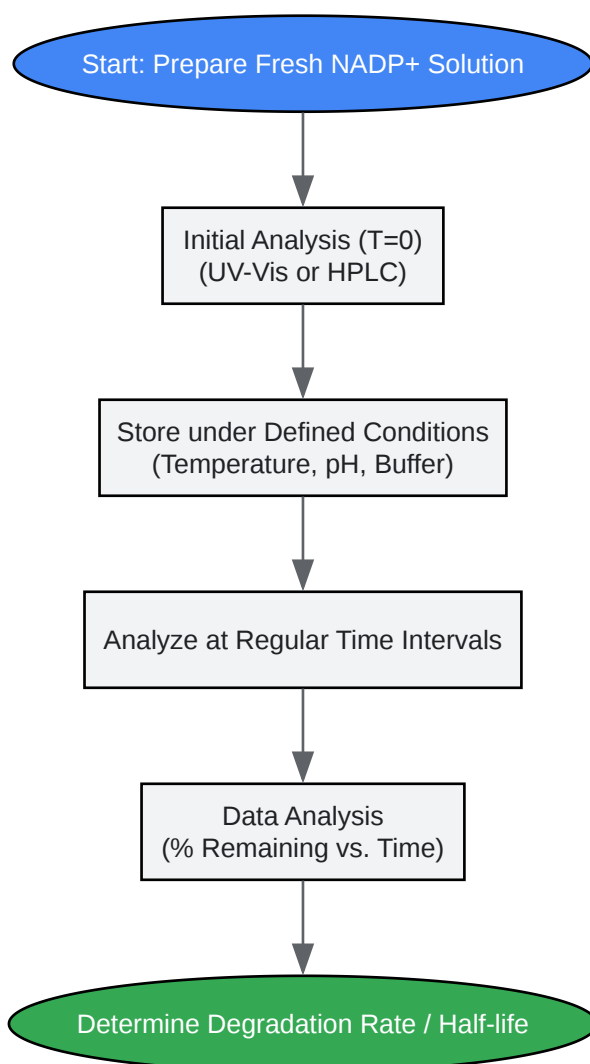 Start: Prepare Fresh NADP+ Solution
Initial Analysis (T=0)
(UV-Vis or HPLC)
Store under Defined Conditions
(Temperature, pH, Buffer)
Analyze at Regular Time Intervals
Data Analysis
(% Remaining vs. Time)
Determine Degradation Rate / Half-life